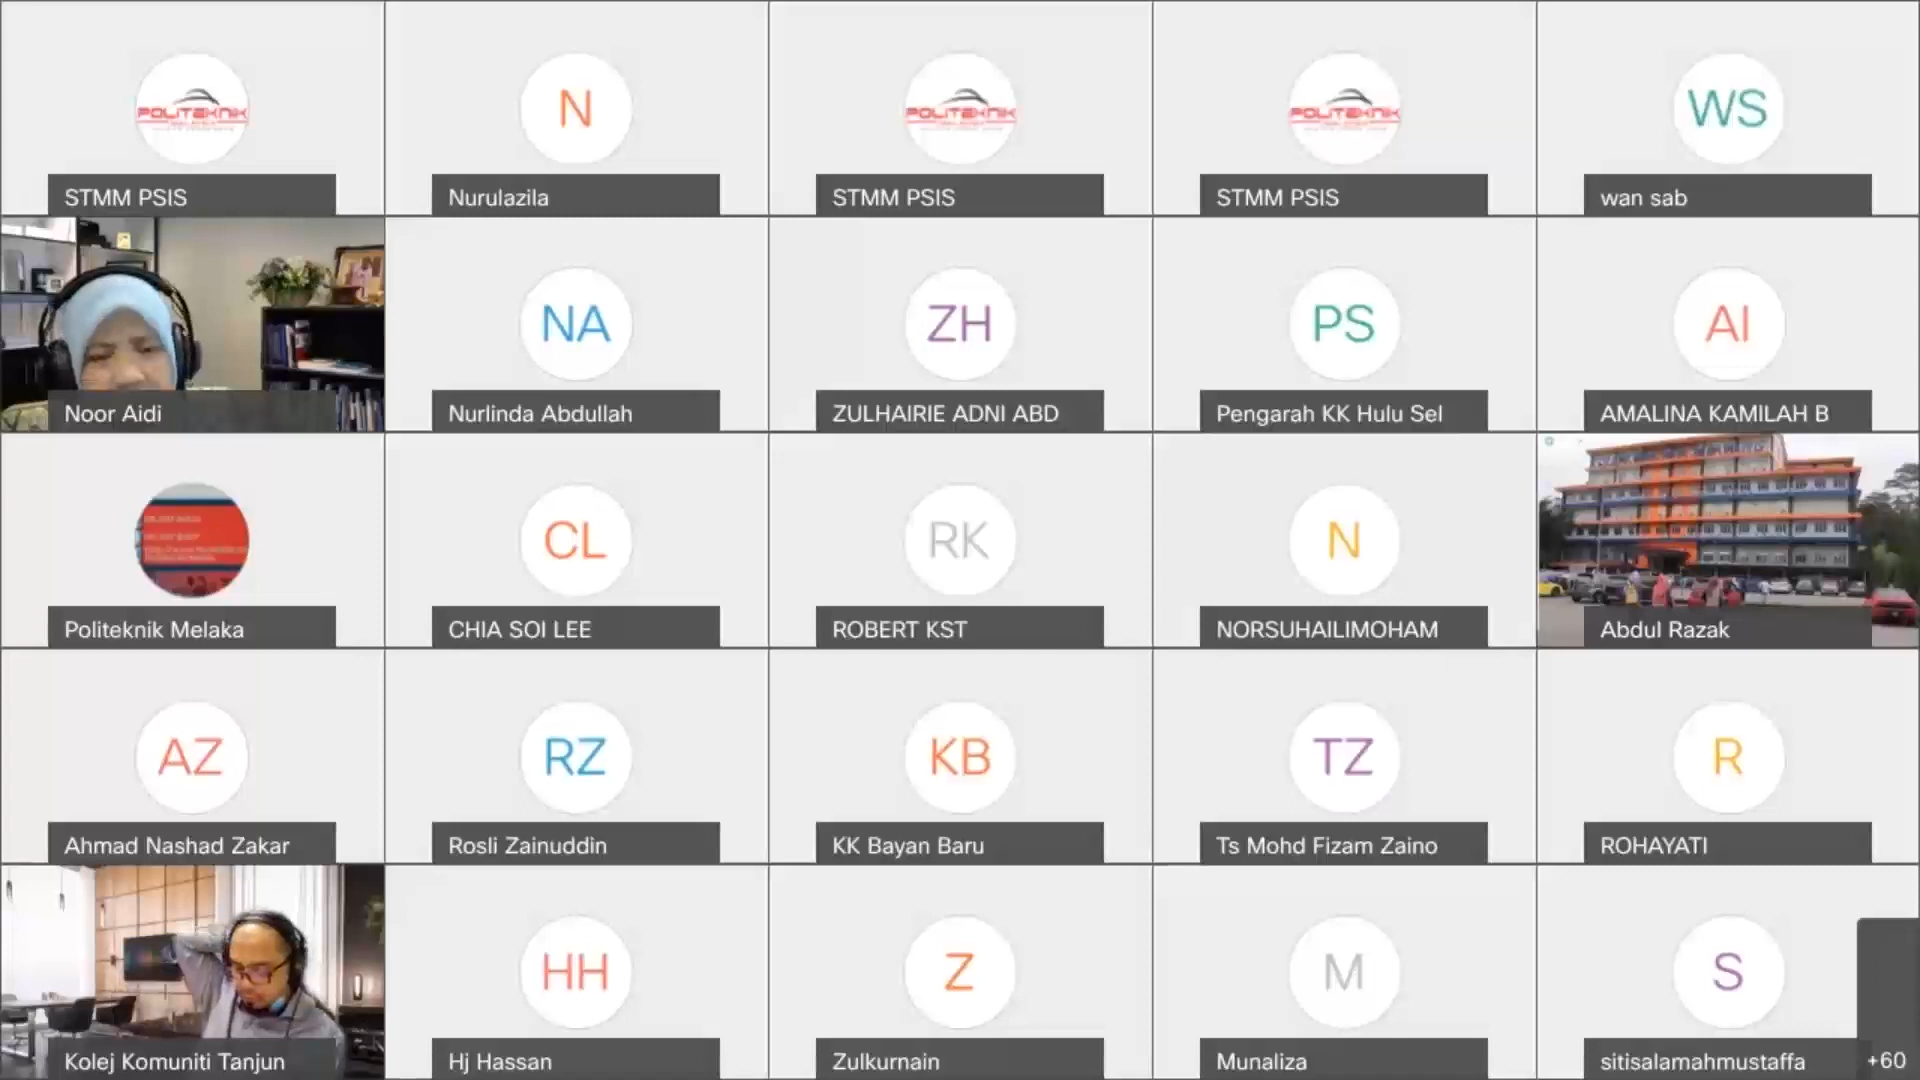 POLITEKNIK
STMM PSIS
N
Nurulazila
POLITEKNIK
STMM PSIS
POLITEKNIK
STMM PSIS
WS
wan sab
Noor Aidi
NA
Nurlinda Abdullah
ZH
ZULHAIRIE ADNI ABD
PS
Pengarah KK Hulu Sel
AI
AMALINA KAMILAH B
Politeknik Melaka
CL
CHIA SOI LEE
RK
ROBERT KST
N
NORSUHAILIMOHAM
Abdul Razak
AZ
Ahmad Nashad Zakar
RZ
Rosli Zainuddin
KB
KK Bayan Baru
TZ
Ts Mohd Fizam Zaino
R
ROHAYATI
Kolej Komuniti Tanjun
HH
Hj Hassan
Z
Zulkurnain
M
Munaliza
S
sitisalamahmustaffa
+60